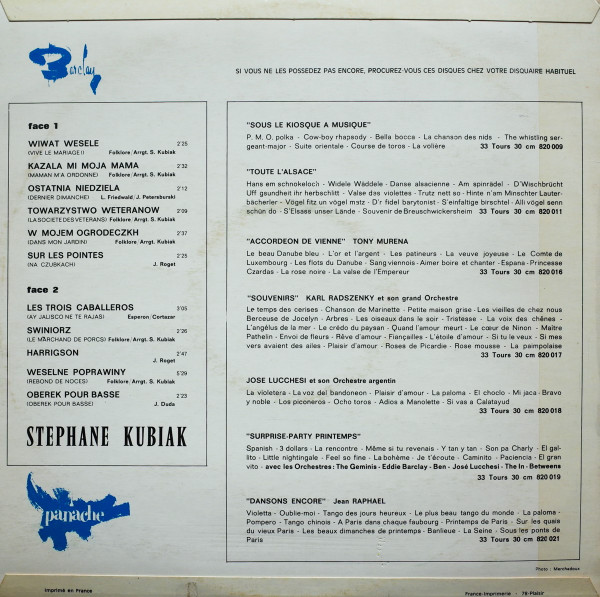 Barclay
SI VOUS NE LES POSSEDEZ PAS ENCORE, PROCUREZ-VOUS CES DISQUES CHEZ VOTRE DISQUAIRE HABITUEL
face 1
WIWAT WESELE 2'25
(VIVE LE MARIAGE!) Folklore/Arrgt. S. Kubiak
KAZALA MI MOJA MAMA 2'32
(MAMAN M'A ORDONNE) Folklore/Arrgt. S. Kubiak
OSTATNIA NIEDZIELA 2'12
(DERNIER DIMANCHE) L. Friedwald / J. Petersburski
TOWARZYSTWO WETERANOW 2'09
(LA SOCIETE DES VETERANS) Folklore/Arrgt. S. Kubiak
W MOJEM OGRODECZKH 2'37
(DANS MON JARDIN) Folklore/Arrgt. S. Kubiak
SUR LES POINTES 2'25
(NA CZUBKACH) J. Roget
face 2
LES TROIS CABALLEROS 3'05
(AY JALISCO NE TE RAJAS) Esperon/Cortazar
SWINIORZ 2'26
(LE MARCHAND DE PORCS) Folklore/Arrgt. S. Kubiak
HARRIGSON 2'47
J. Roget
WESELNE POPRAWINY 5'29
(REBOND DE NOCES) Folklore/Arrgt. S. Kubiak
OBEREK POUR BASSE 2'23
(OBEREK POUR BASSE) J. Duda
STEPHANE KUBIAK
panache
"SOUS LE KIOSQUE A MUSIQUE"
P. M. O. polka - Cow-boy rhapsody - Bella bocca - La chanson des nids - The whistling ser-
geant-major - Suite orientale - Course de toros - La volière 33 Tours 30 cm 820 009
"TOUTE L'ALSACE"
Hans em schnokeloch - Widele Wäddele - Danse alsacienne - Am spinnrädel - D'Wschbrücht
Uff gewehjt un g'schliffe - Valse des violettes - Trutz nett so - Hinte n'am Minschter Lauter-
bächerler - Vögel fitz un vögel matz - D'r fidel barytonist - S'einfaltige birschtel - Alli vögel senn
schün do - S'Elsass unser Lände - Souvenir de Breuschwickersheim 33 Tours 30 cm 820 011
"ACCORDEON DE VIENNE" TONY MURENA
Le beau Danube bleu - L'or et l'argent - Les patineurs - La veuve joyeuse - Le Comte de
Luxembourg - Les flots du Danube - Sang viennois - Aimer boire et chanter - Espana - Princesse
Czardas - La rose noire - La valse de l'Empereur 33 Tours 30 cm 820 016
"SOUVENIRS" KARL RADSZENKY et son grand Orchestre
Le temps des cerises - Chanson de Marinette - Petite maison grise - Les vieilles de chez nous
Berceuse de Jocelyn - Arbres - Les oiseaux dans le soir - Tristesse - La voix des chênes -
L'angélus de la mer - Le crédo du paysan - Quand l'amour meurt - Le cœur de Ninon - Maître
Pathelin - Envoi de fleurs - Rêve d'amour - Fiançailles - L'étoile d'amour - Si tu le veux - Si mes
vers avaient des ailes - Plaisir d'amour - Roses de Picardie - Rose mousse - La paimpolaise
33 Tours 30 cm 820 017
JOSE LUCCHESI et son Orchestre argentin
La violetera - La voz del bandoneon - Plaisir d'amour - La paloma - El choclo - Mi jaca - Bravo
y noble - Los piconeros - Ocho toros - Adios a Manolette - Si vas a Calatayud
33 Tours 30 cm 820 018
"SURPRISE-PARTY PRINTEMPS"
Spanish - 3 dollars - La rencontre - Même si tu revenais - Y tan y tan - Son pa Charly - El gal-
lito - Little nightingale - Feel so fine - La bohème - Je t'écoute - Caminito - Paciencia - El gran
vito - avec les Orchestres : The Geminis - Eddie Barclay - Ben - José Lucchesi - The In - Betweens
33 Tours 30 cm 820 019
"DANSONS ENCORE" Jean RAPHAEL
Violetta - Oublie-moi - Tango des jours heureux - Le plus beau tango du monde - La paloma -
Pompero - Tango chinois - A Paris dans chaque faubourg - Printemps de Paris - Sur les quais
du vieux Paris - Les beaux dimanches de printemps - Banlieue - La Seine - Sous les ponts de
Paris 33 Tours 30 cm 820 021
Photo : Marchadoux
Imprimé en France
France-Imprimerie - 78-Plaisir